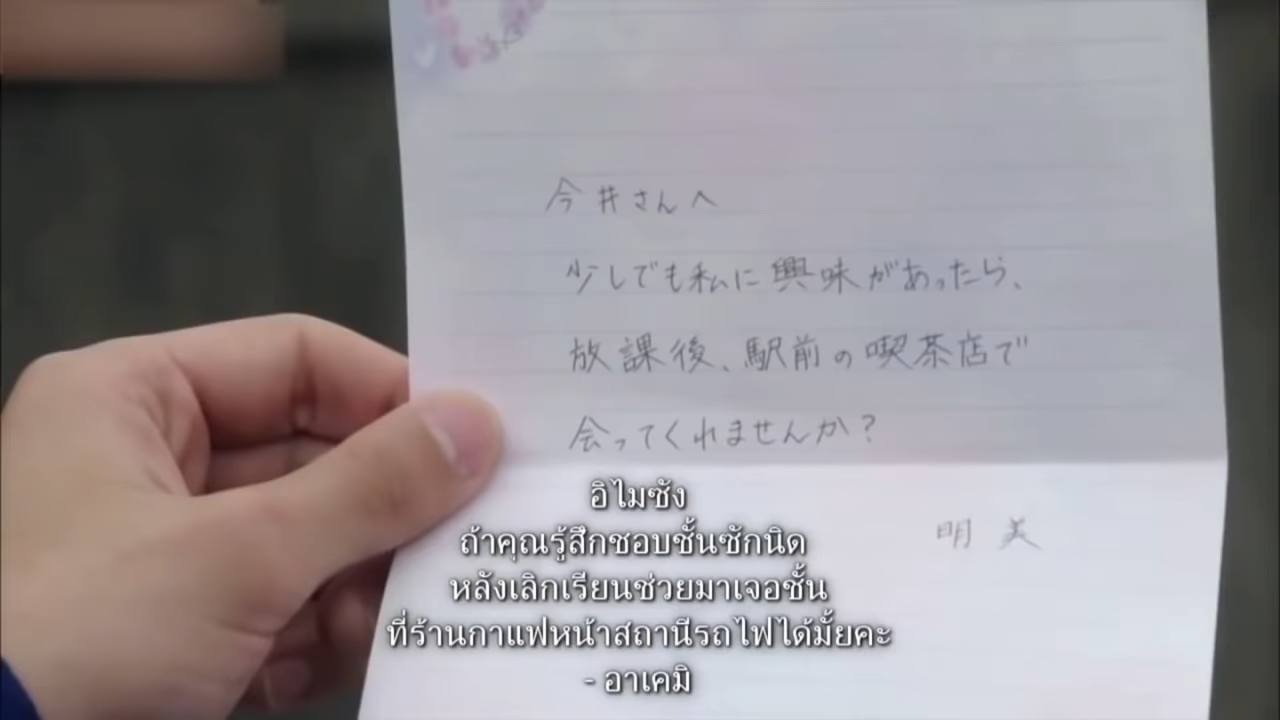 今井さんへ
少しでも私に興味があったら、
放課後、駅前の喫茶店で
会ってくれませんか？
明美
อิไมซัง
ถ้าคุณรู้สึกชอบชั้นซักนิด
หลังเลิกเรียนช่วยมาเจอชั้น
ที่ร้านกาแฟหน้าสถานีรถไฟได้มั้ยคะ
- อาเคมิ